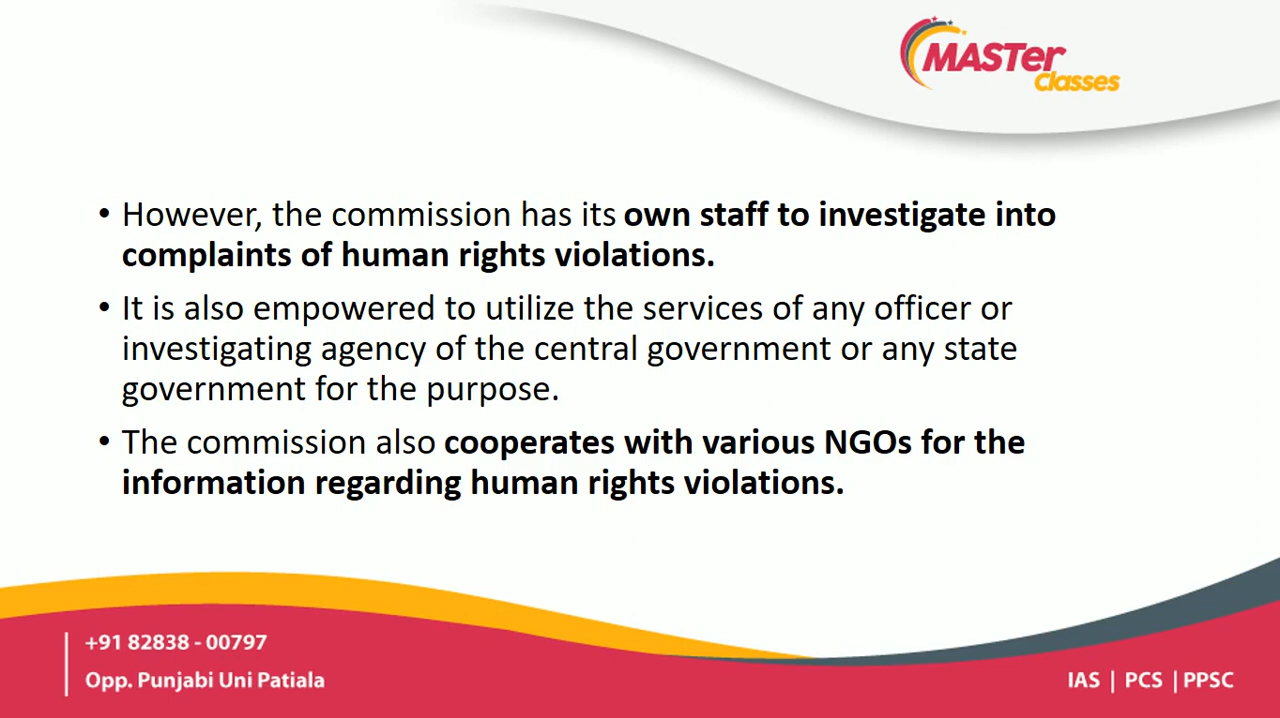 MASTer
Classes
• However, the commission has its own staff to investigate into
complaints of human rights violations.
• It is also empowered to utilize the services of any officer or
investigating agency of the central government or any state
government for the purpose.
• The commission also cooperates with various NGOs for the
information regarding human rights violations.
+91 82838 - 00797
Opp. Punjabi Uni Patiala
IAS | PCS | PPSC